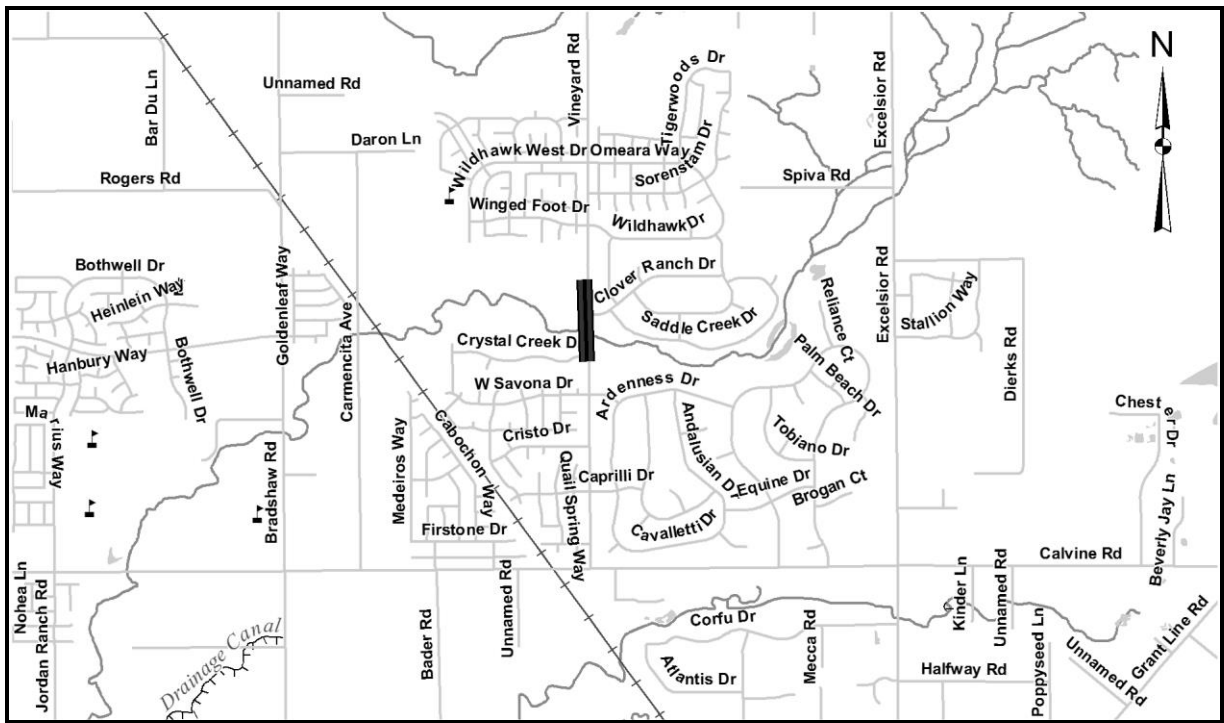 N
Tigerwoods Dr
Unnamed Rd
Bar Du Ln
Vineyard Rd
Excelsior Rd
Daron Ln
Wildhawk West Dr
Omeara Way
Sorenstam Dr
Rogers Rd
Spiva Rd
Winged Foot Dr
Wildhawk Dr
Bothwell Dr
Heinlein Way
Goldenleaf Way
Clover Ranch Dr
Reliance Ct
Excelsior Rd
Stallion Way
Carmencita Ave
Saddle Creek Dr
Crystal Creek D
Hanbury Way
Bothwell Dr
Palm Beach Dr
Dierks Rd
W Savona Dr
Ardenness Dr
Marius Way
Medeiros Way
Cabochon Way
Cristo Dr
Andalusian Dr
Tobiano Dr
Chester Dr
Bradshaw Rd
Quail Spring Way
Caprilli Dr
Equine Dr
Brogan Ct
Firstone Dr
Cavalletti Dr
Calvine Rd
Beverly Jay Ln
Nohea Ln
Jordan Ranch Rd
Bader Rd
Unnamed Rd
Kinder Ln
Unnamed Rd
Corfu Dr
Mecca Rd
Drainage Canal
Atlantis Dr
Halfway Rd
Poppyseed Ln
Unnamed Rd
Grant Line Rd